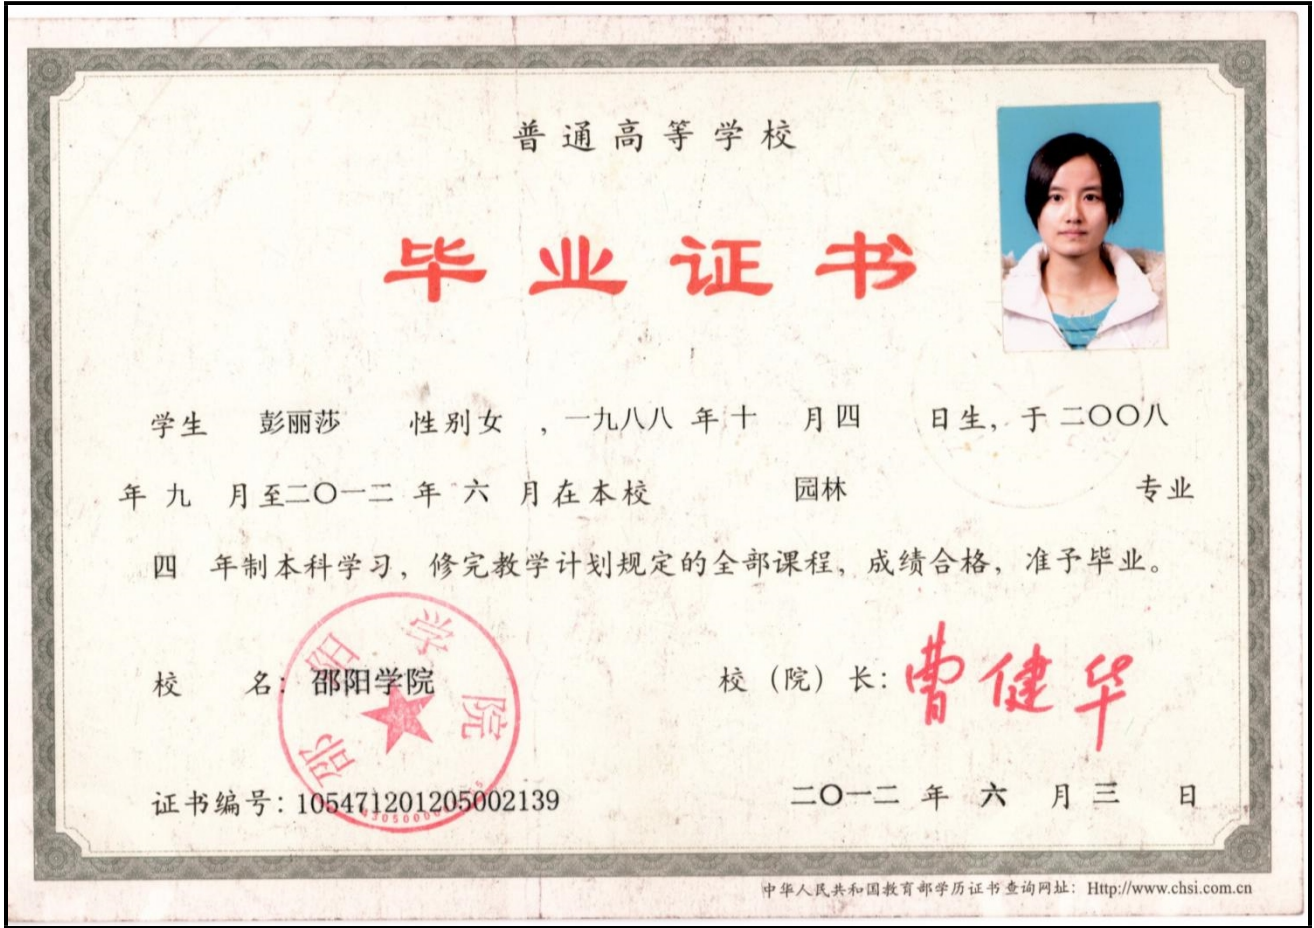 普通高等学校
毕业证书
学生 彭丽莎 性别女 ,一九八八 年十 月四 日生，于二〇〇八
年 九 月至二〇一二 年 六 月在本校 园林 专业
四 年制本科学习，修完教学计划规定的全部课程，成绩合格，准予毕业。
校 名：邵阳学院
校（院）长：曹健华
邵阳学院
证书编号：105471201205002139
二〇一二 年 六 月 三 日
中华人民共和国教育部学历证书查询网址：Http://www.chsi.com.cn